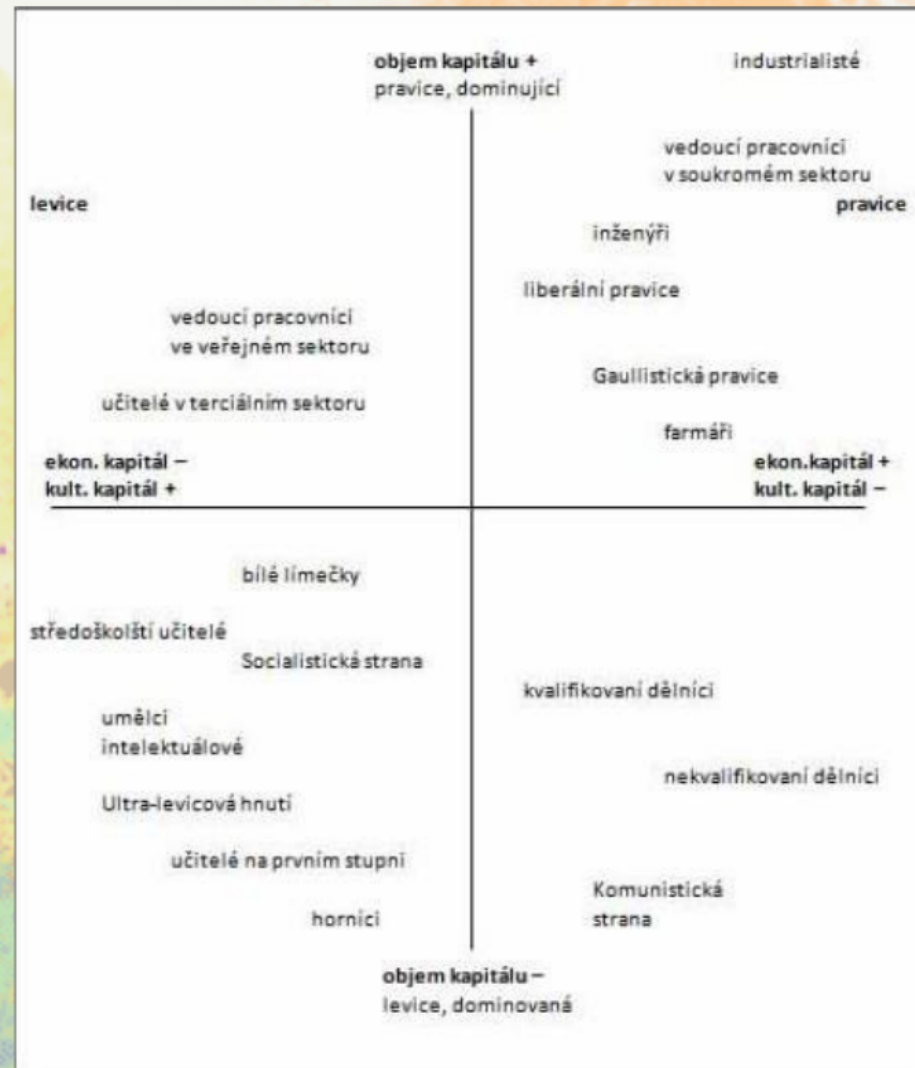 objem kapitálu +
pravice, dominující
industrialisté
vedoucí pracovníci
v soukromém sektoru
levice
pravice
inženýři
liberální pravice
vedoucí pracovníci
ve veřejném sektoru
Gaullistická pravice
učitelé v terciálním sektoru
farmáři
ekon. kapitál –
kult. kapitál +
ekon.kapitál +
kult. kapitál –
bílé límečky
středoškolští učitelé
Socialistická strana
kvalifikovaní dělníci
umělci
intelektuálové
nekvalifikovaní dělníci
Ultra-levicová hnutí
učitelé na prvním stupni
Komunistická
strana
horníci
objem kapitálu –
levice, dominovaná